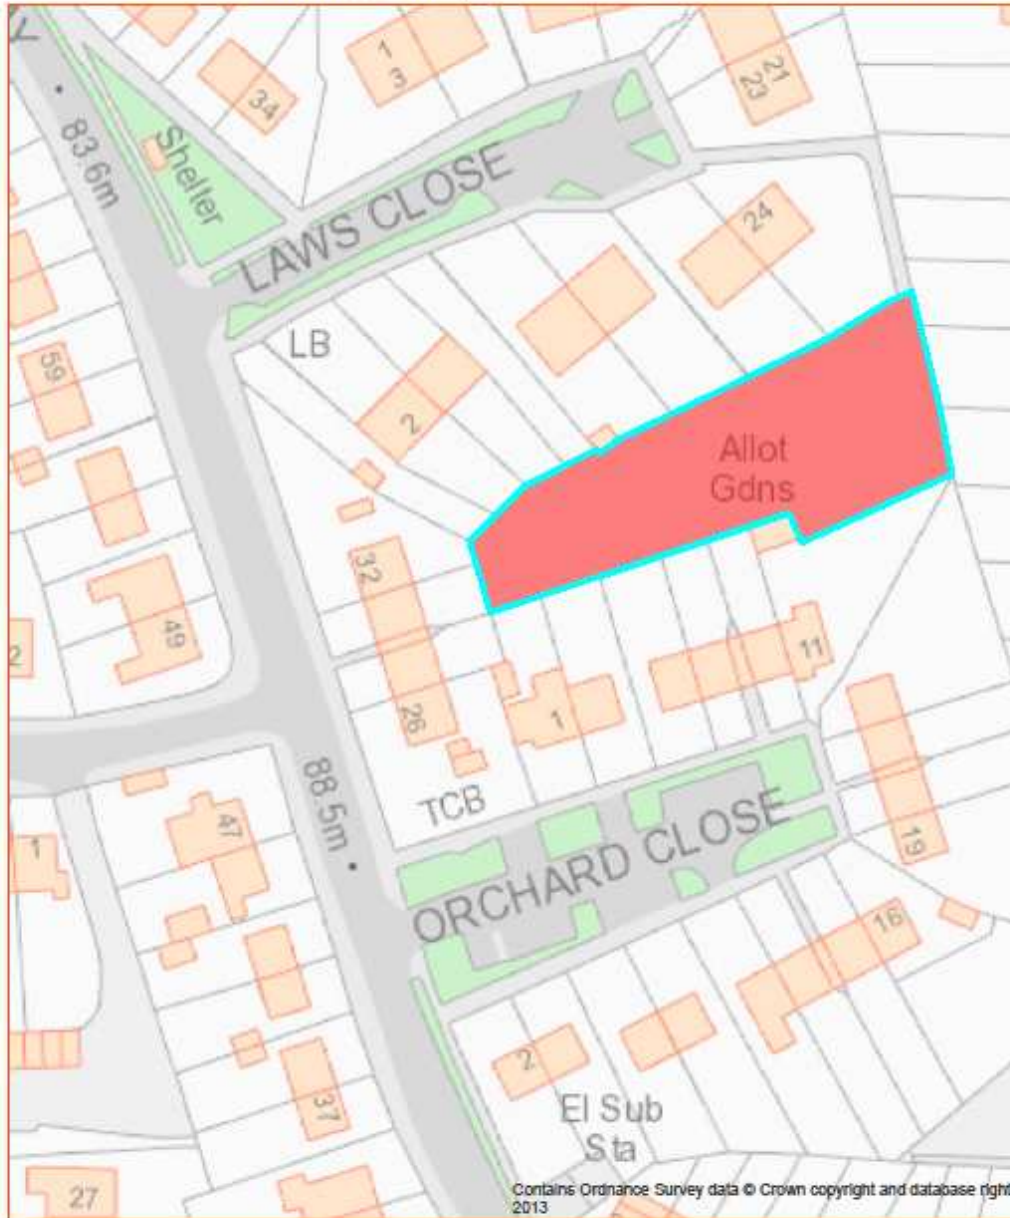 34
1
3
21
23
Shelter
83.6m
LAWS CLOSE
24
LB
59
2
Allot
Gdns
32
49
2
11
26
1
88.5m
TCB
ORCHARD CLOSE
47
1
19
16
2
37
El Sub
Sta
27
Contains Ordnance Survey data © Crown copyright and database right
2013